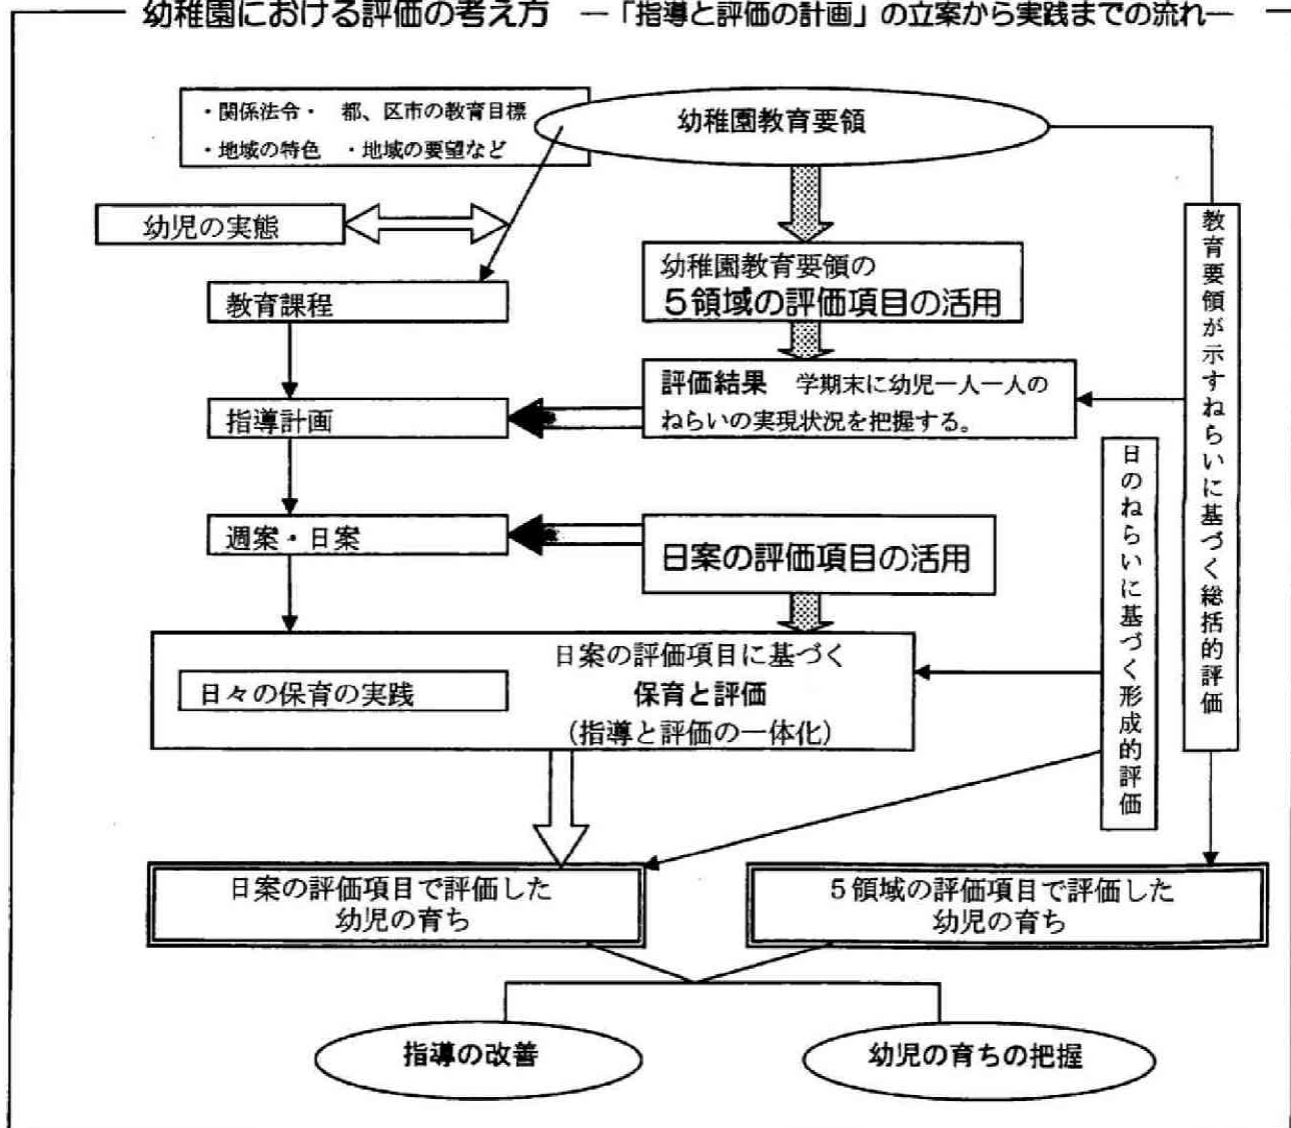 幼稚園における評価の考え方 ―「指導と評価の計画」の立案から実践までの流れ―
・関係法令・ 都、区市の教育目標
・地域の特色 ・地域の要望など
幼稚園教育要領
幼児の実態
幼稚園教育要領の
5領域の評価項目の活用
教育課程
評価結果 学期末に幼児一人一人の
ねらいの実現状況を把握する。
指導計画
週案・日案
日案の評価項目の活用
日案の評価項目に基づく
保育と評価
(指導と評価の一体化)
日々の保育の実践
教育要領が示すねらいに基づく総括的評価
日のねらいに基づく形成的評価
日案の評価項目で評価した
幼児の育ち
5領域の評価項目で評価した
幼児の育ち
指導の改善
幼児の育ちの把握